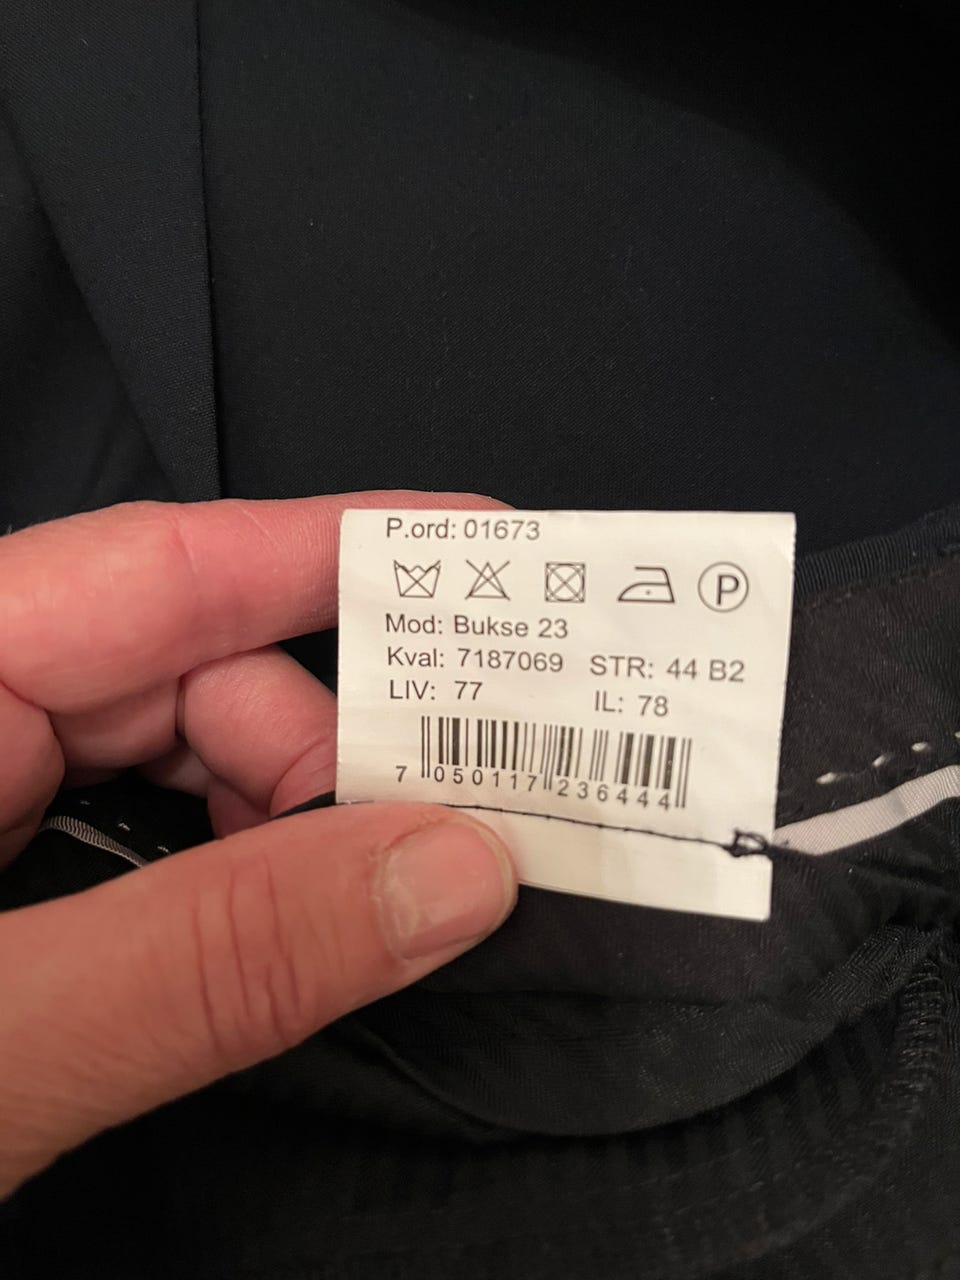 P.ord: 01673
P
Mod: Bukse 23
Kval: 7187069 STR: 44 B2
LIV: 77 IL: 78
7 050117 236444